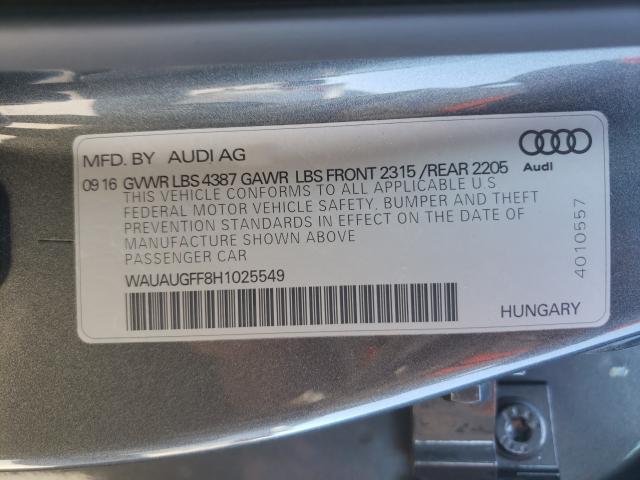 MFD. BY AUDI AG
Audi
09 16 GVWR LBS 4387 GAWR LBS FRONT 2315 /REAR 2205
THIS VEHICLE CONFORMS TO ALL APPLICABLE U.S
FEDERAL MOTOR VEHICLE SAFETY, BUMPER AND THEFT
PREVENTION STANDARDS IN EFFECT ON THE DATE OF
MANUFACTURE SHOWN ABOVE
PASSENGER CAR
4010557
WAUAUGFF8H1025549
HUNGARY